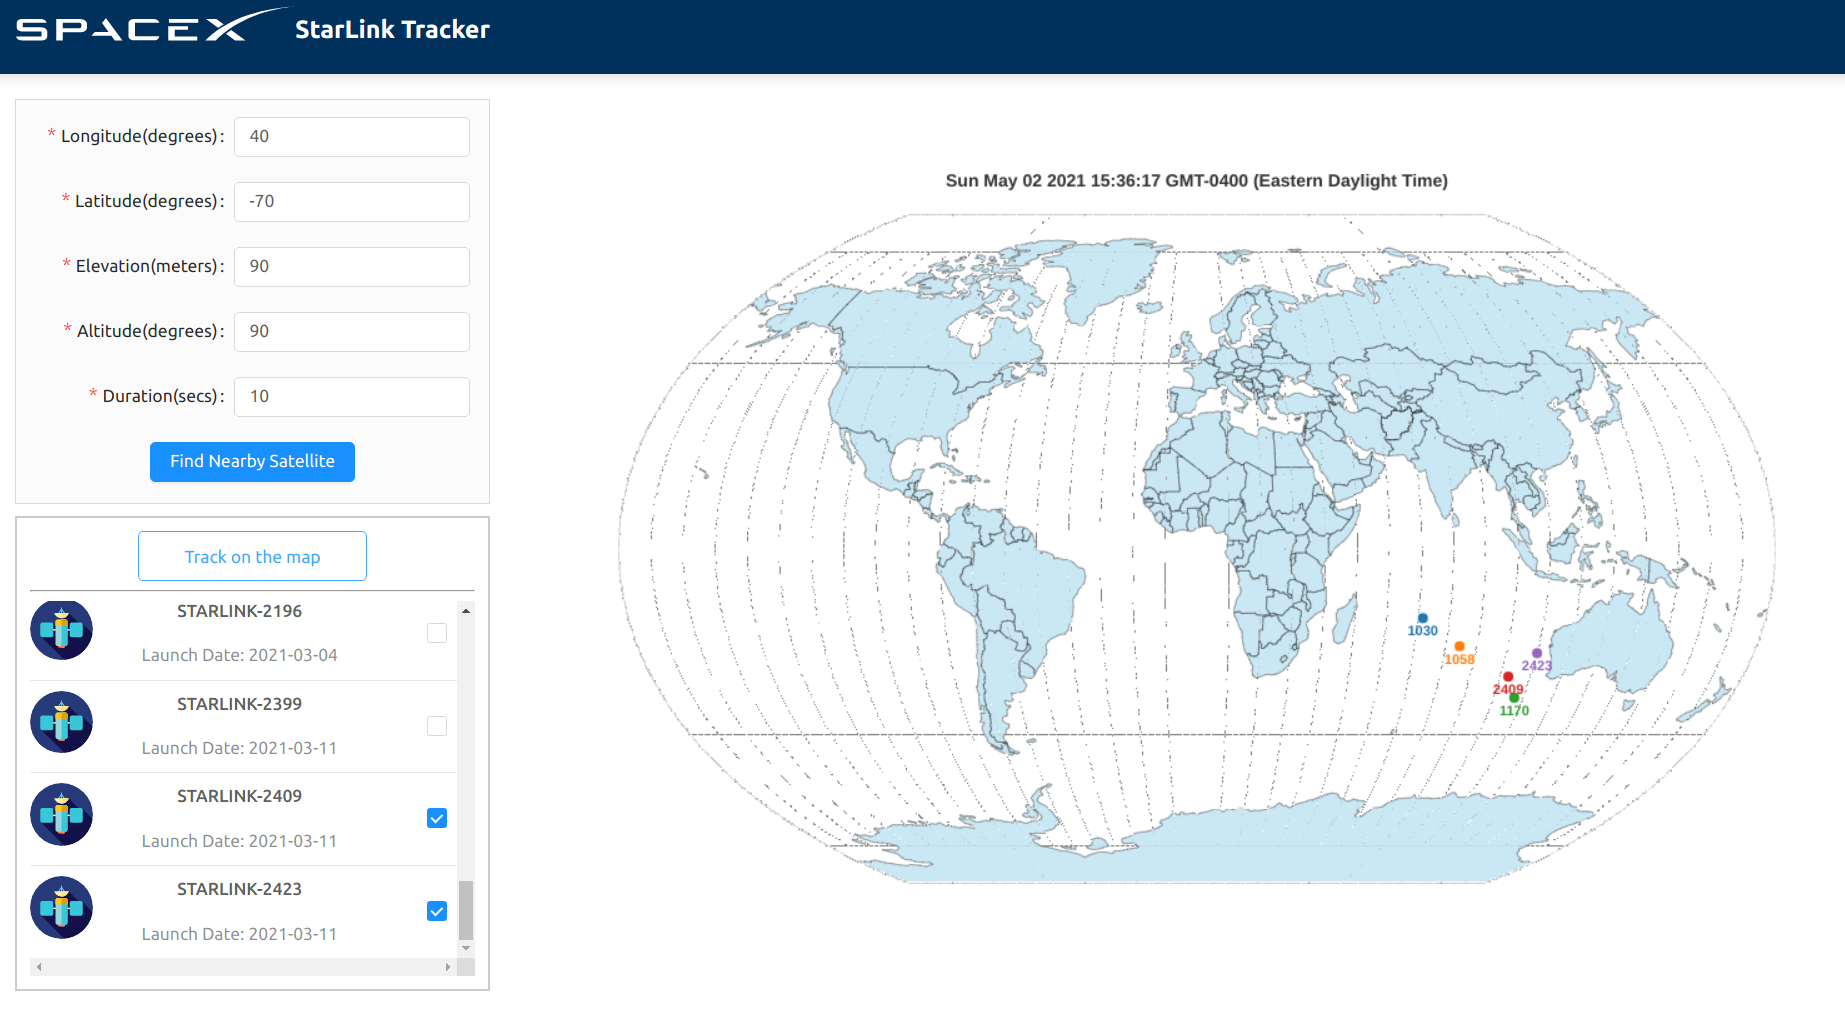 SPACEX StarLink Tracker
* Longitude(degrees): 40
* Latitude(degrees): -70
* Elevation(meters): 90
* Altitude(degrees): 90
* Duration(secs): 10
Find Nearby Satellite
Track on the map
STARLINK-2196
Launch Date: 2021-03-04
STARLINK-2399
Launch Date: 2021-03-11
STARLINK-2409
Launch Date: 2021-03-11
STARLINK-2423
Launch Date: 2021-03-11
Sun May 02 2021 15:36:17 GMT-0400 (Eastern Daylight Time)
1030
1058
2423
2409
1170